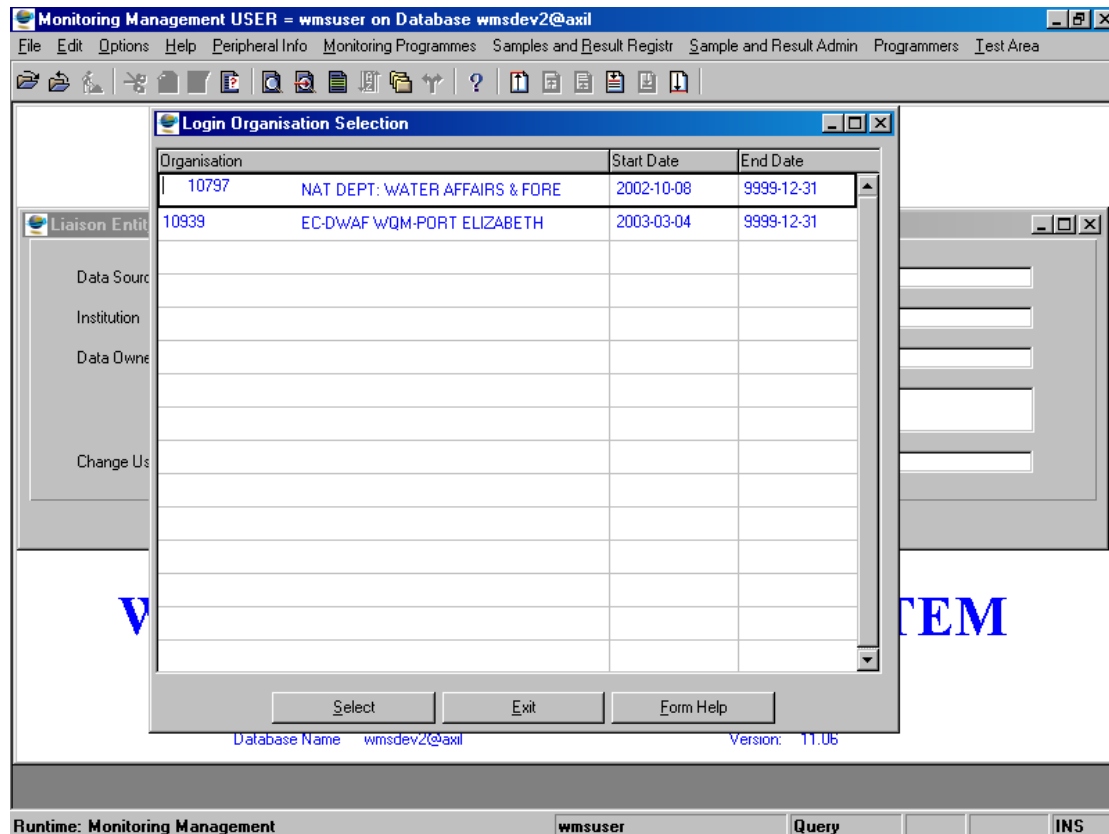 Monitoring Management USER = wmsuser on Database wmsdev2@axil
File Edit Options Help Peripheral Info Monitoring Programmes Samples and Result Registr Sample and Result Admin Programmers Test Area
Login Organisation Selection
Organisation Start Date End Date
10797 NAT DEPT: WATER AFFAIRS & FORE 2002-10-08 9999-12-31
Liaison Entit
10939 EC-DWAF WQM-PORT ELIZABETH 2003-03-04 9999-12-31
Data Sourc
Institution
Data Owne
Change Us
W TEM
Select Exit Form Help
Database Name wmsdev2@axil Version: 11.06
Runtime: Monitoring Management wmsuser Query INS